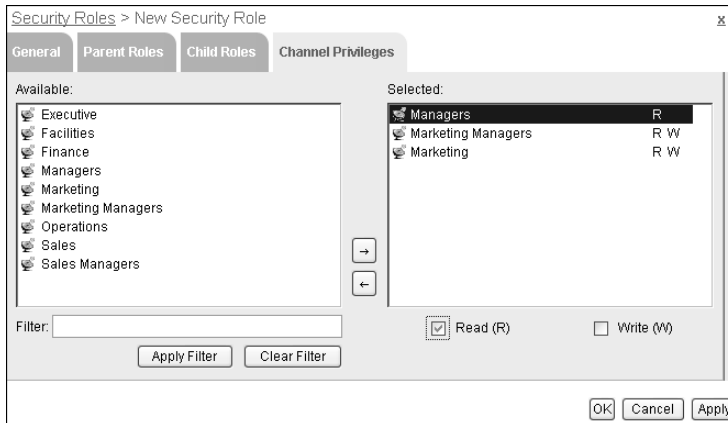 Security Roles > New Security Role
x
General
Parent Roles
Child Roles
Channel Privileges
Available:
Executive
Facilities
Finance
Managers
Marketing
Marketing Managers
Operations
Sales
Sales Managers
→
←
Selected:
Managers R
Marketing Managers R W
Marketing R W
Filter:
Apply Filter
Clear Filter
Read (R)
Write (W)
OK
Cancel
Apply